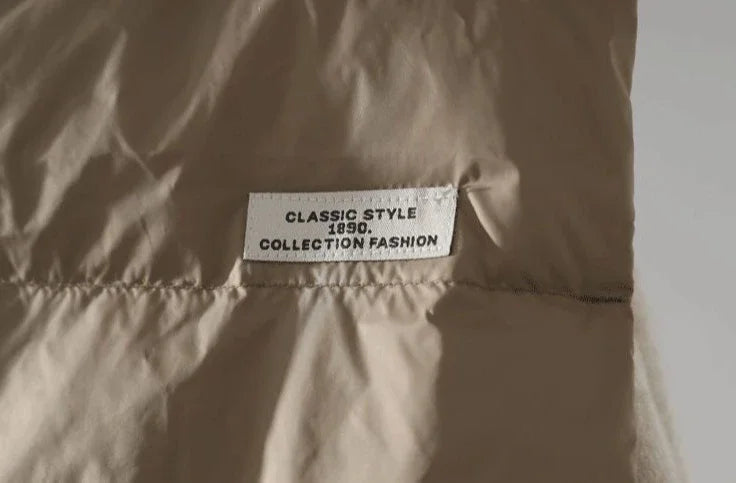 CLASSIC STYLE
1890.
COLLECTION FASHION